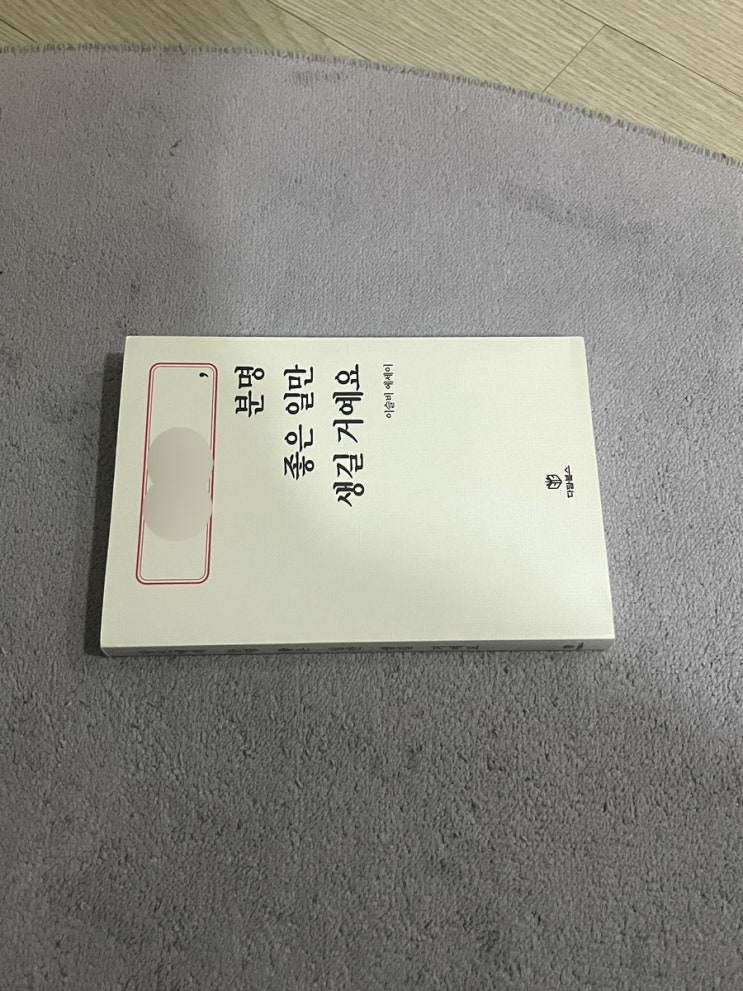 ,
분명
좋은 일만
생길 거예요
이슬비 에세이
다담북스